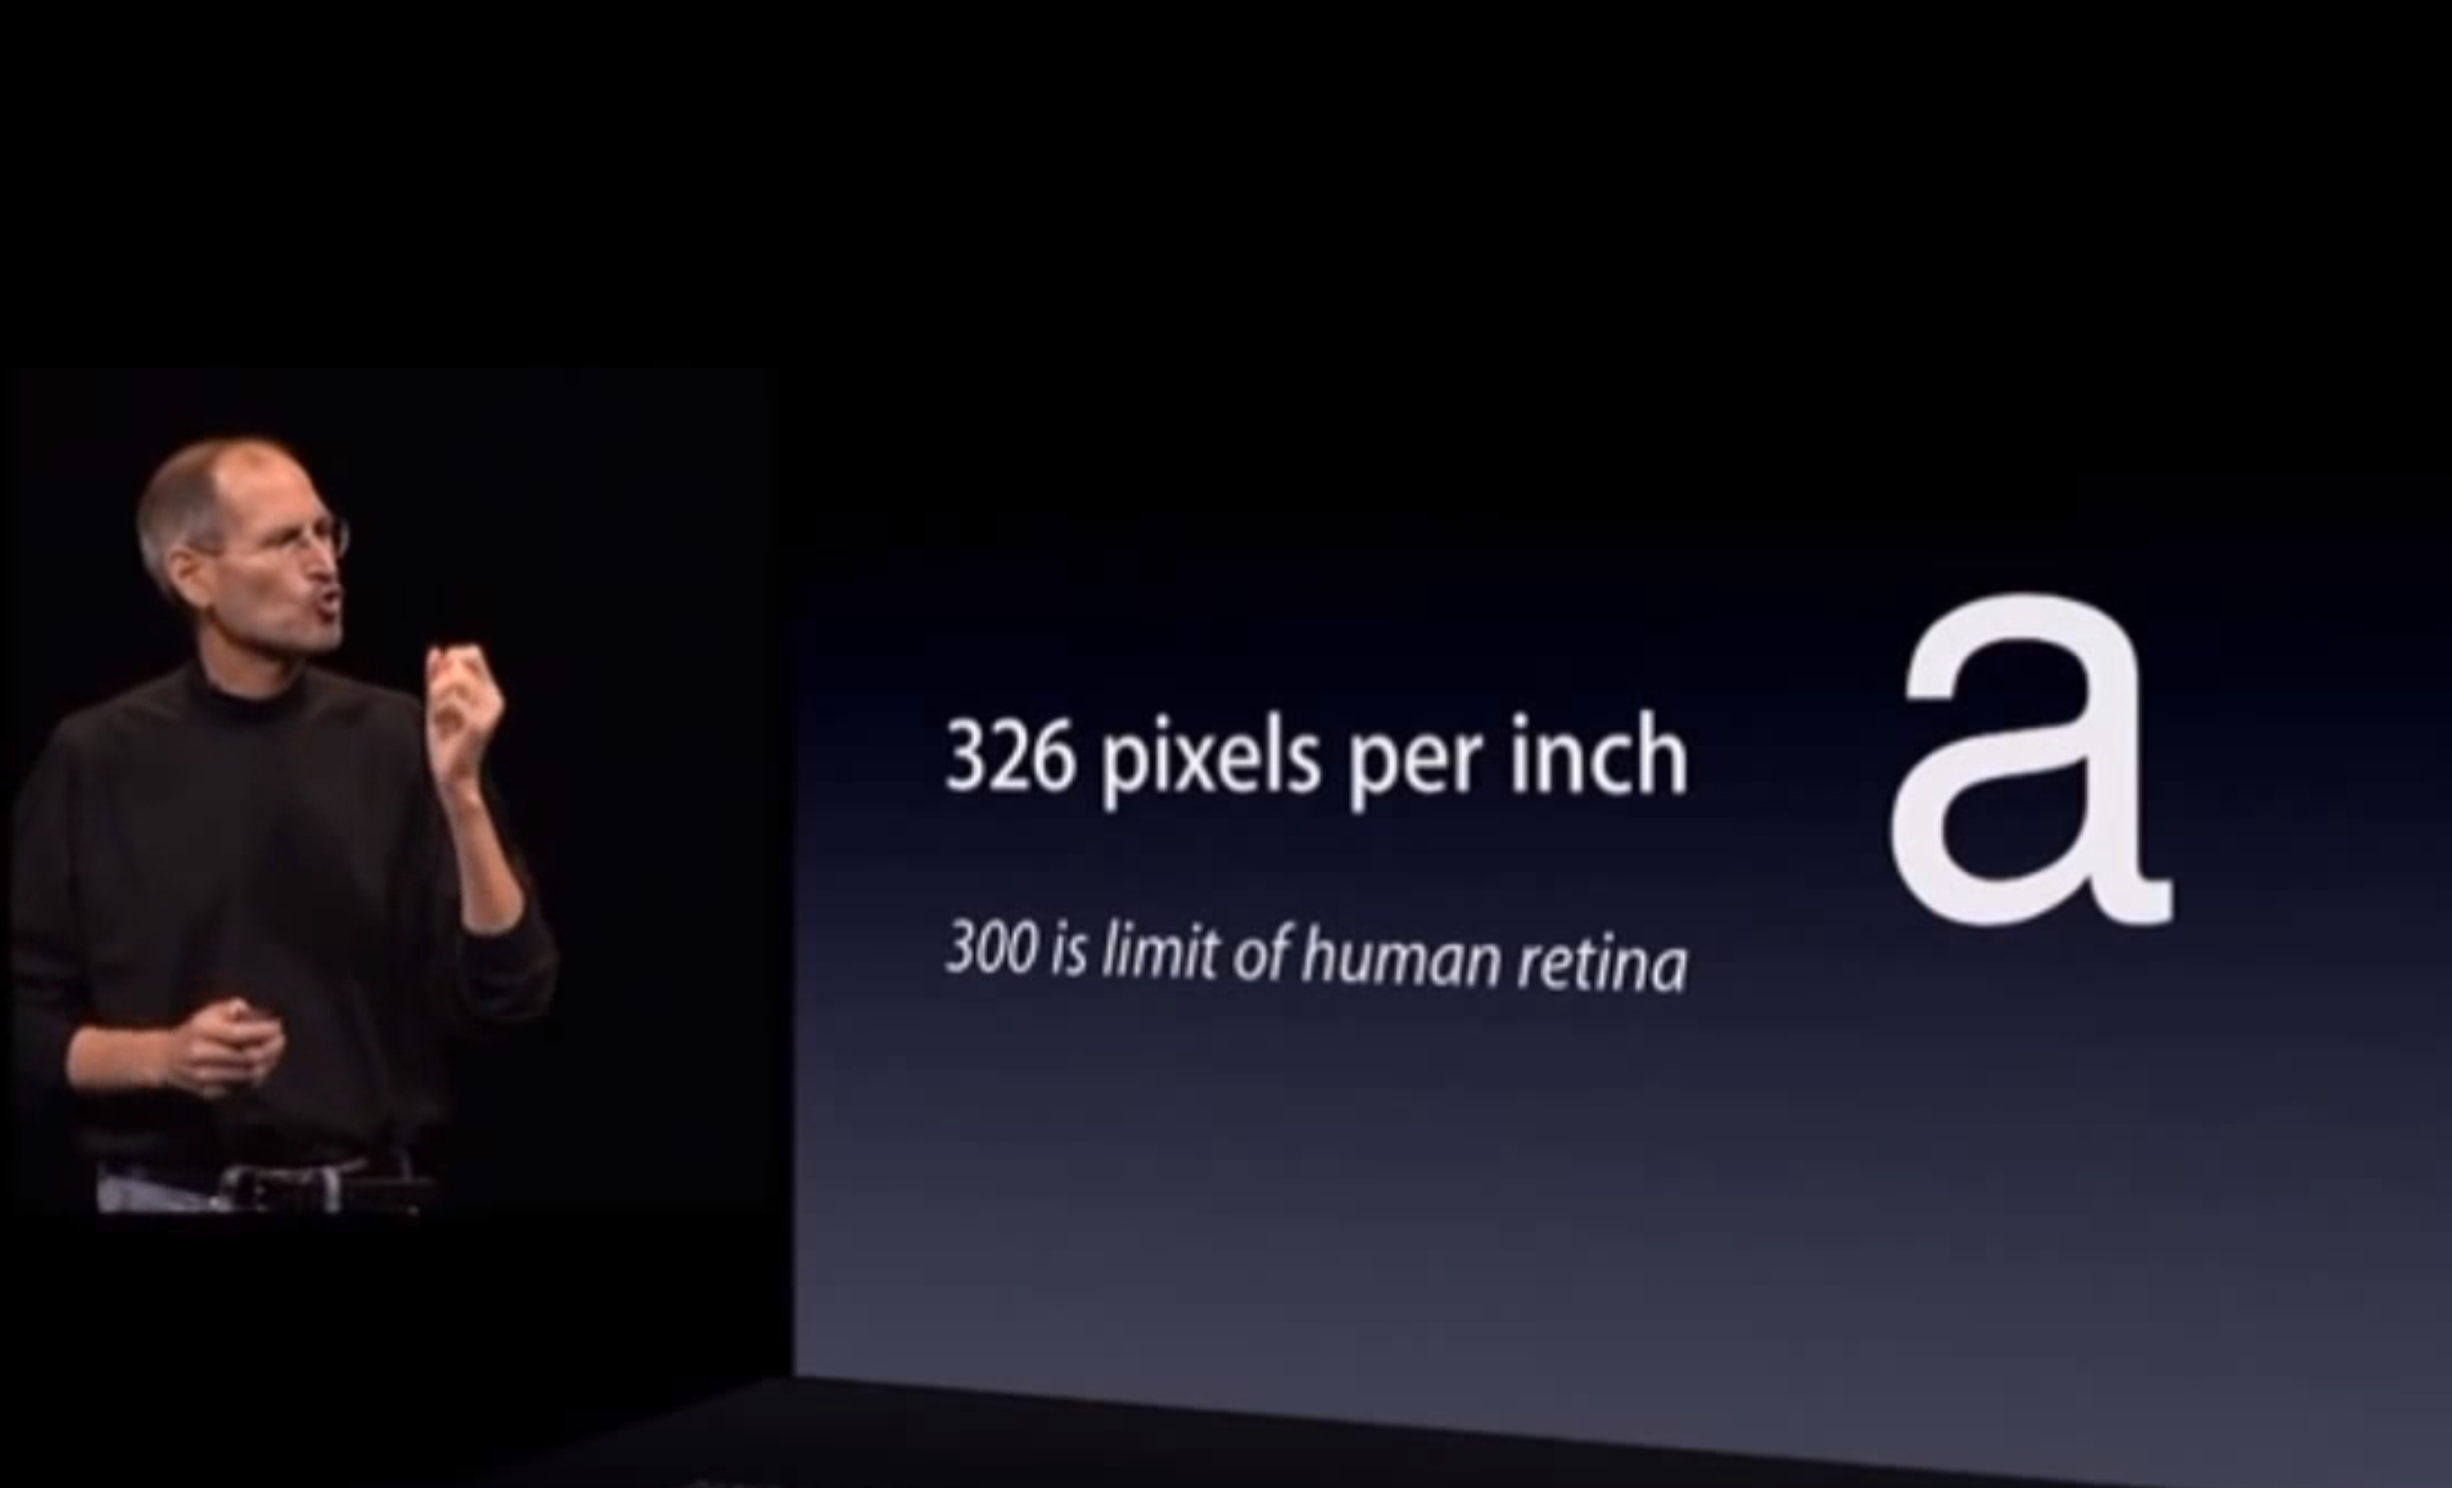 326 pixels per inch
300 is limit of human retina
a